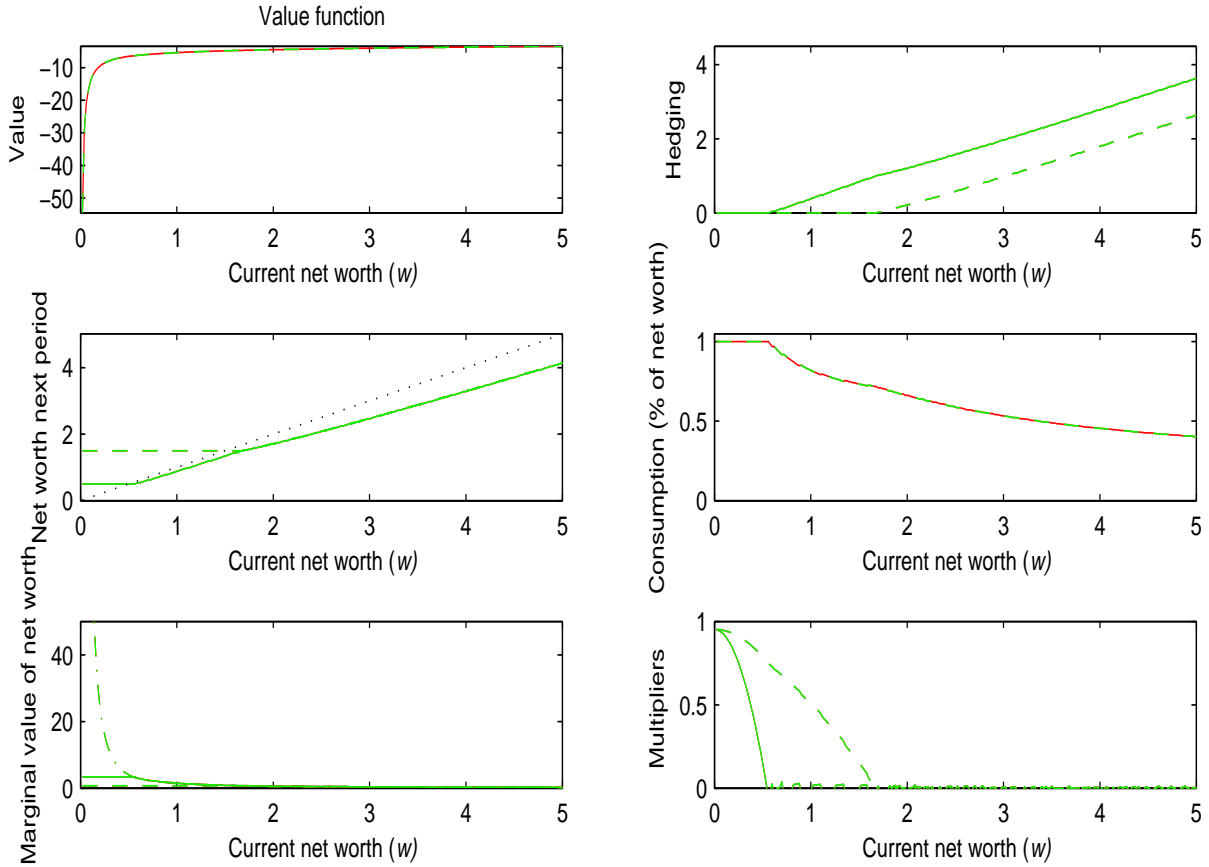 Value function
Value
−10
−20
−30
−40
−50
0 1 2 3 4 5
Current net worth (w)
Hedging
4
2
0
0 1 2 3 4 5
Current net worth (w)
Net worth next period
4
2
0
0 1 2 3 4 5
Current net worth (w)
Consumption (% of net worth)
1
0.5
0
0 1 2 3 4 5
Current net worth (w)
Marginal value of net worth
40
20
0
0 1 2 3 4 5
Current net worth (w)
Multipliers
1
0.5
0
0 1 2 3 4 5
Current net worth (w)